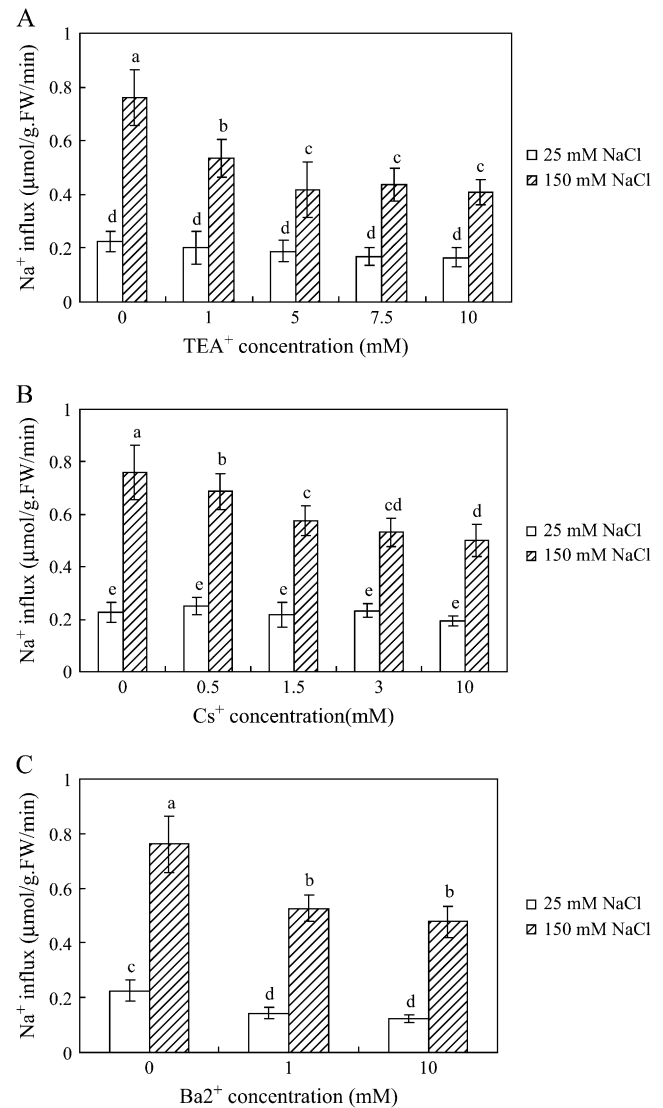 A
Na⁺ influx (μmol/g.FW/min)
1
0.8
0.6
0.4
0.2
0
a
b
c
c
c
d
d
d
d
d
0 1 5 7.5 10
TEA⁺ concentration (mM)
25 mM NaCl
150 mM NaCl
B
Na⁺ influx (μmol/g.FW/min)
1
0.8
0.6
0.4
0.2
0
a
b
c
cd
d
e
e
e
e
e
0 0.5 1.5 3 10
Cs⁺ concentration(mM)
25 mM NaCl
150 mM NaCl
C
Na⁺ influx (μmol/g.FW/min)
1
0.8
0.6
0.4
0.2
0
a
b
b
c
d
d
0 1 10
Ba2⁺ concentration (mM)
25 mM NaCl
150 mM NaCl